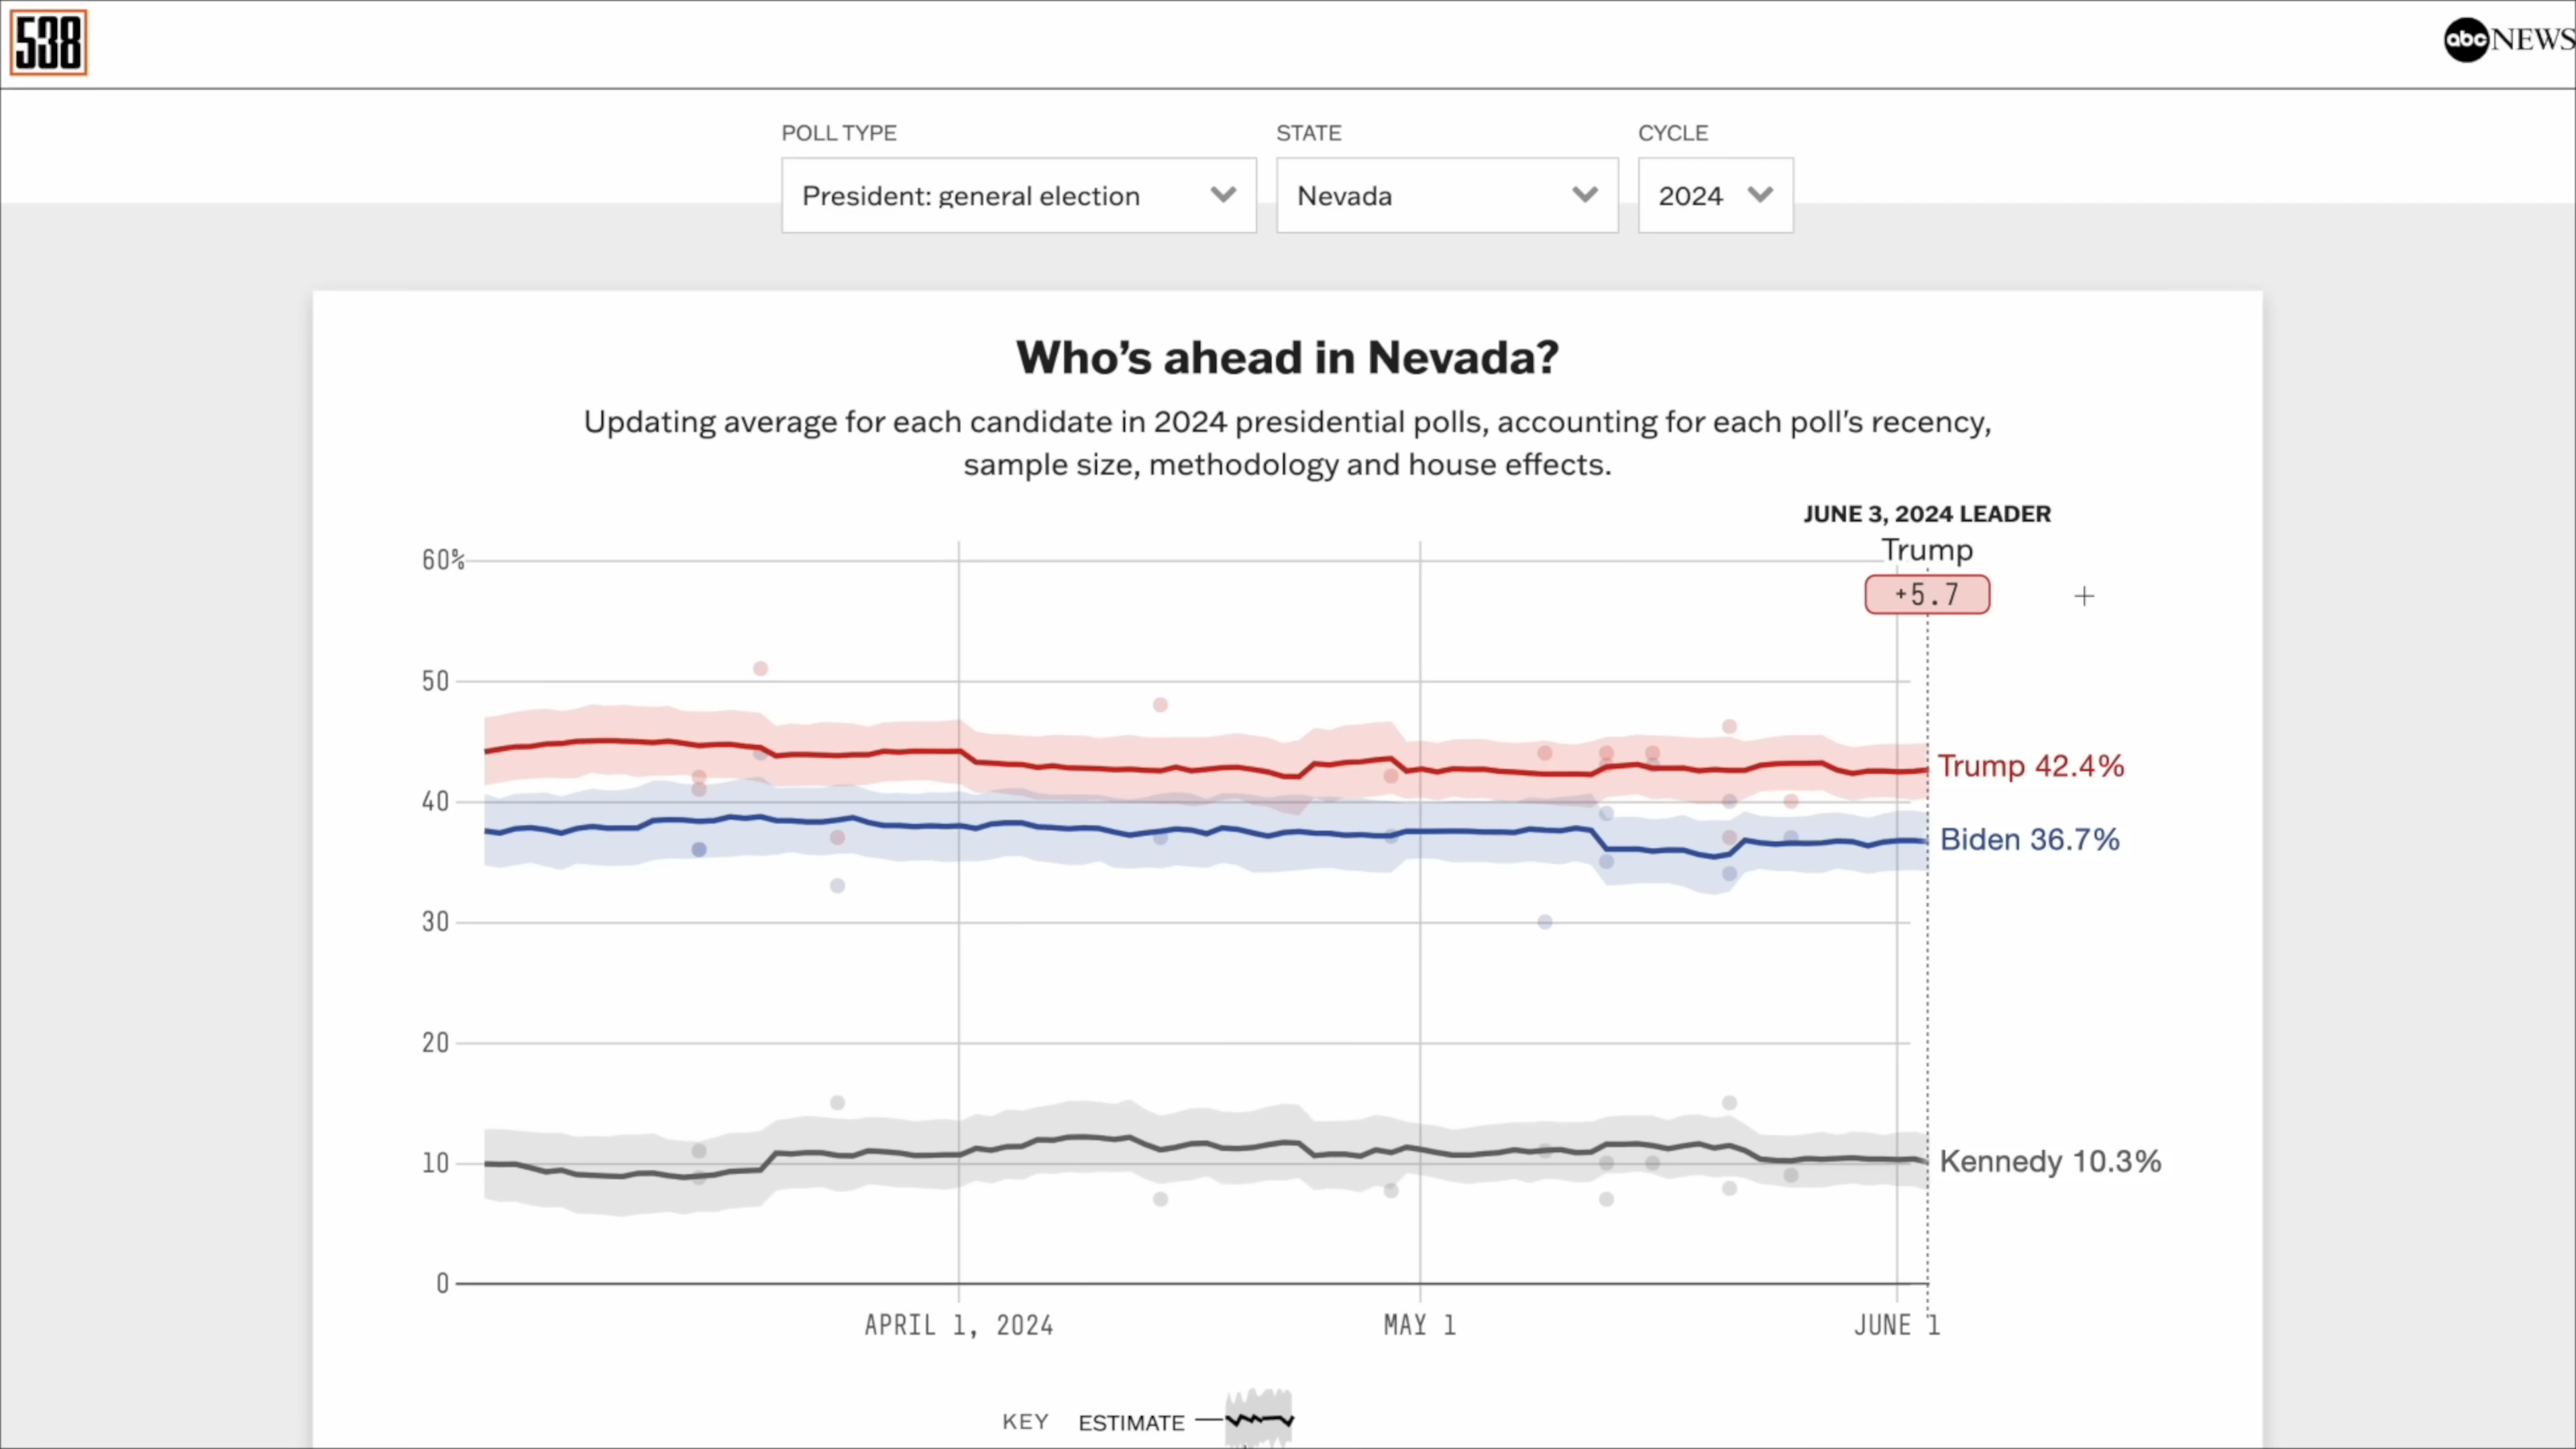 538
abc NEWS
POLL TYPE
STATE
CYCLE
President: general election
Nevada
2024
Who’s ahead in Nevada?
Updating average for each candidate in 2024 presidential polls, accounting for each poll’s recency,
sample size, methodology and house effects.
JUNE 3, 2024 LEADER
Trump
+5.7
60%
50
40
30
20
10
0
Trump 42.4%
Biden 36.7%
Kennedy 10.3%
APRIL 1, 2024
MAY 1
JUNE 1
KEY
ESTIMATE